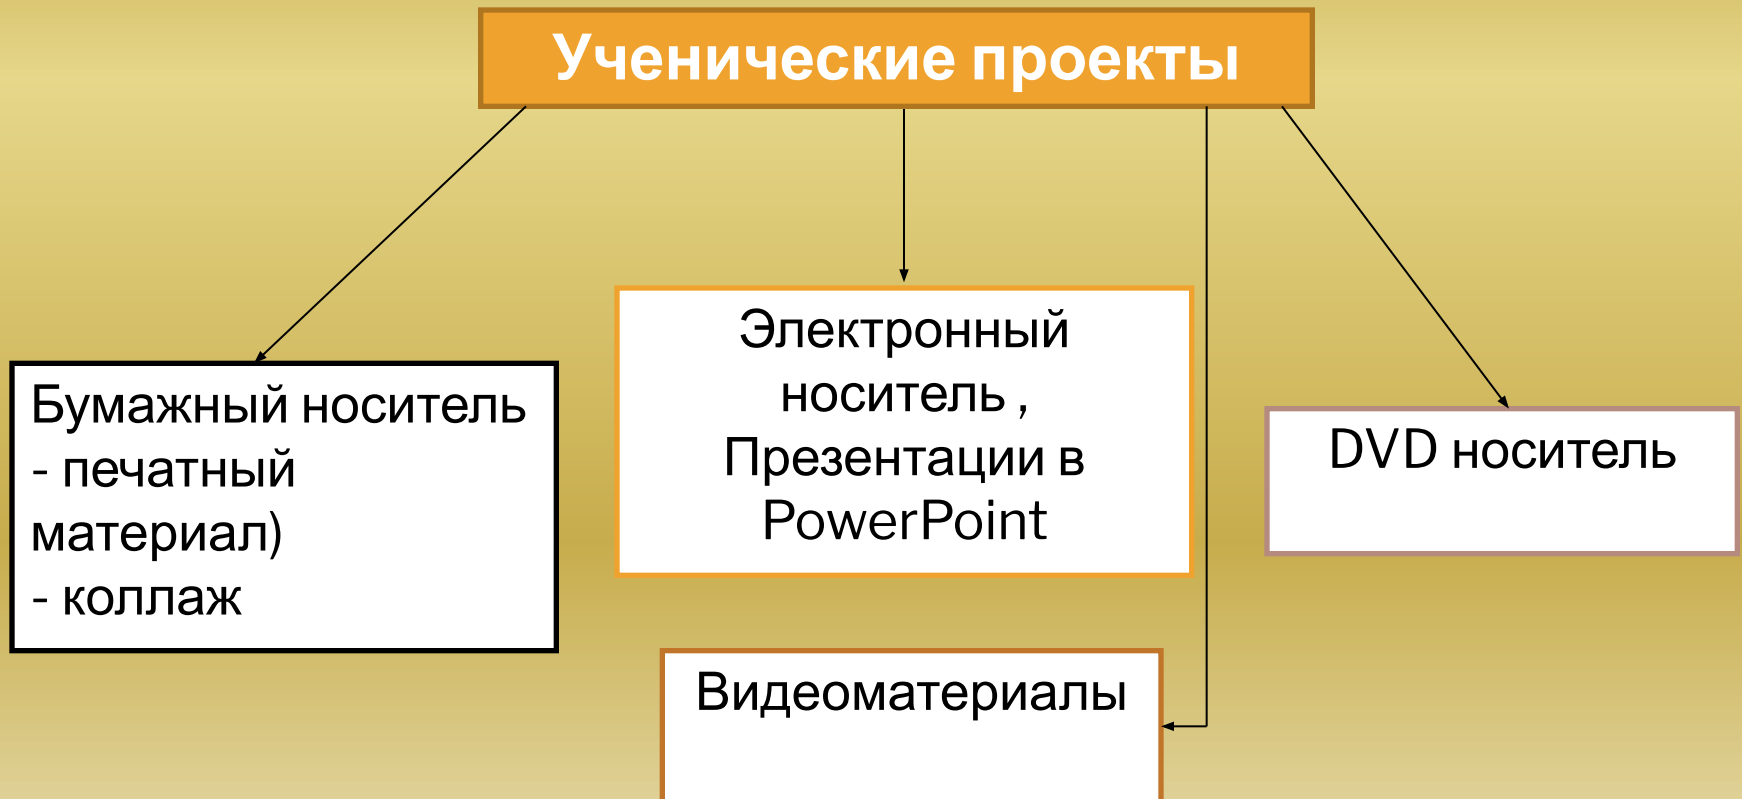 Ученические проекты
Бумажный носитель
- печатный
материал)
- коллаж
Электронный
носитель ,
Презентации в
PowerPoint
DVD носитель
Видеоматериалы